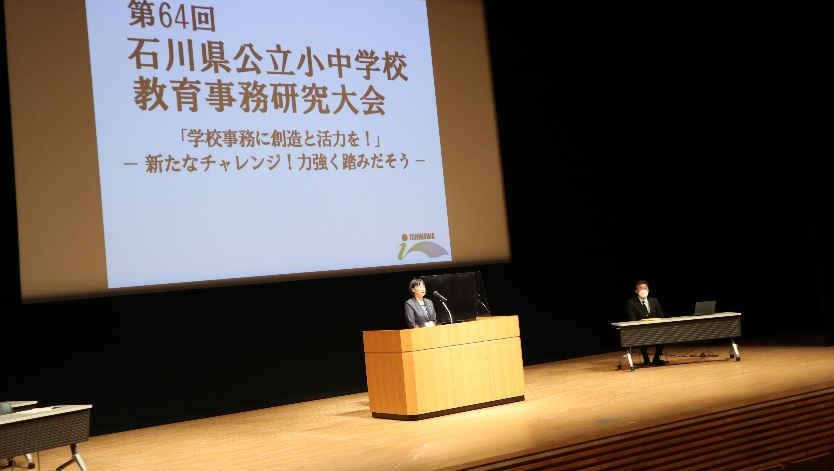 第64回
石川県公立小中学校
教育事務研究大会
「学校事務に創造と活力を！」
－ 新たなチャレンジ！力強く踏みだそう －
ISHIKAWA